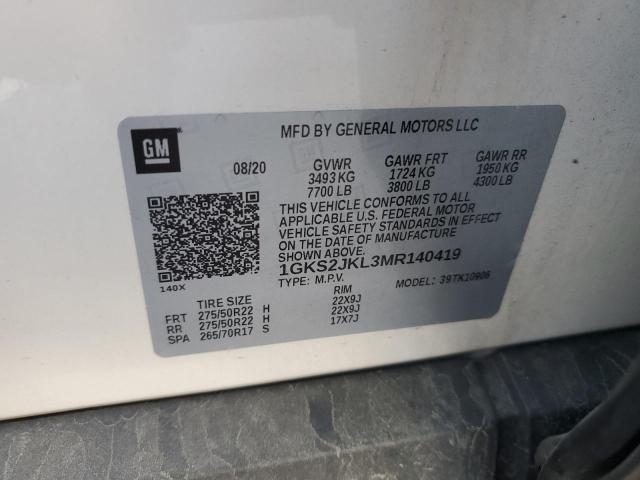 GM
MFD BY GENERAL MOTORS LLC
08/20 GVWR GAWR FRT GAWR RR
3493 KG 1724 KG 1950 KG
7700 LB 3800 LB 4300 LB
THIS VEHICLE CONFORMS TO ALL
APPLICABLE U.S. FEDERAL MOTOR
VEHICLE SAFETY STANDARDS IN
EFFECT ON THE DATE OF MANUFACTURE
SHOWN ABOVE.
1GKS2JKL3MR140419
140X
TYPE: M.P.V. MODEL: 39TK10906
TIRE SIZE RIM
FRT 275/50R22 H 22X9J
RR 275/50R22 H 22X9J
SPA 265/70R17 S 17X7J